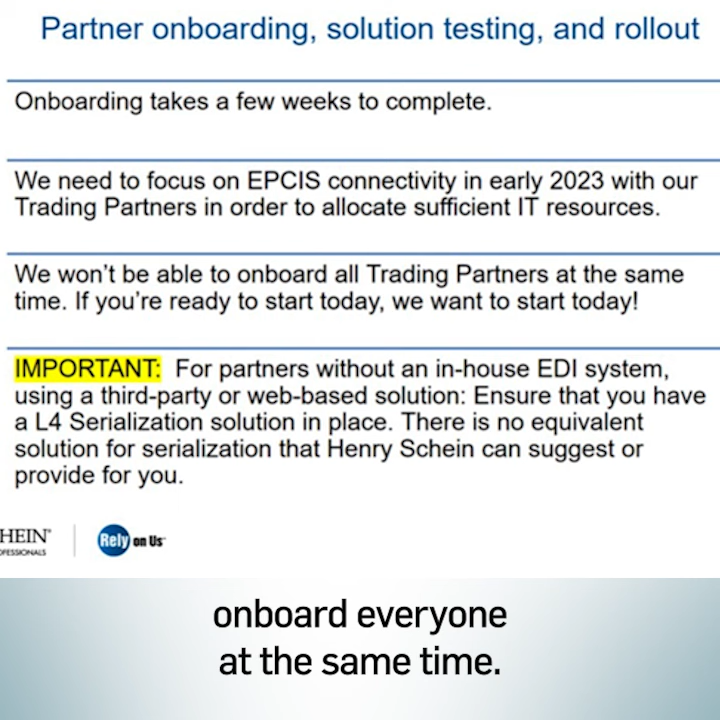 Partner onboarding, solution testing, and rollout
Onboarding takes a few weeks to complete.
We need to focus on EPCIS connectivity in early 2023 with our
Trading Partners in order to allocate sufficient IT resources.
We won't be able to onboard all Trading Partners at the same
time. If you're ready to start today, we want to start today!
IMPORTANT: For partners without an in-house EDI system,
using a third-party or web-based solution: Ensure that you have
a L4 Serialization solution in place. There is no equivalent
solution for serialization that Henry Schein can suggest or
provide for you.
HEIN®
OFESSIONALS
Rely on Us
onboard everyone
at the same time.